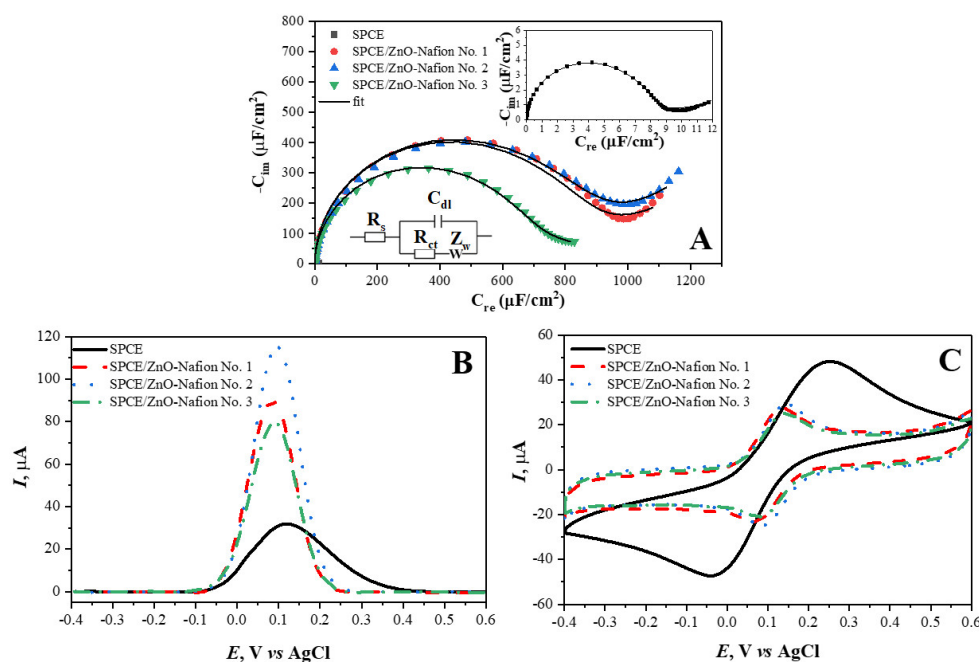 800
700
600
500
400
300
200
100
0
-C_im (µF/cm²)
SPCE
SPCE/ZnO-Nafion No. 1
SPCE/ZnO-Nafion No. 2
SPCE/ZnO-Nafion No. 3
fit
6
5
4
3
2
1
0
-C_im (µF/cm²)
0 1 2 3 4 5 6 7 8 9 10 11 12
C_re (µF/cm²)
C_dl
R_s
R_ct Z_w
W
A
0 200 400 600 800 1000 1200
C_re (µF/cm²)
120
100
80
60
40
20
0
I, µA
SPCE
SPCE/ZnO-Nafion No. 1
SPCE/ZnO-Nafion No. 2
SPCE/ZnO-Nafion No. 3
B
-0.4 -0.3 -0.2 -0.1 0.0 0.1 0.2 0.3 0.4 0.5 0.6
E, V vs AgCl
60
40
20
0
-20
-40
-60
I, µA
SPCE
SPCE/ZnO-Nafion No. 1
SPCE/ZnO-Nafion No. 2
SPCE/ZnO-Nafion No. 3
C
-0.4 -0.3 -0.2 -0.1 0.0 0.1 0.2 0.3 0.4 0.5 0.6
E, V vs AgCl